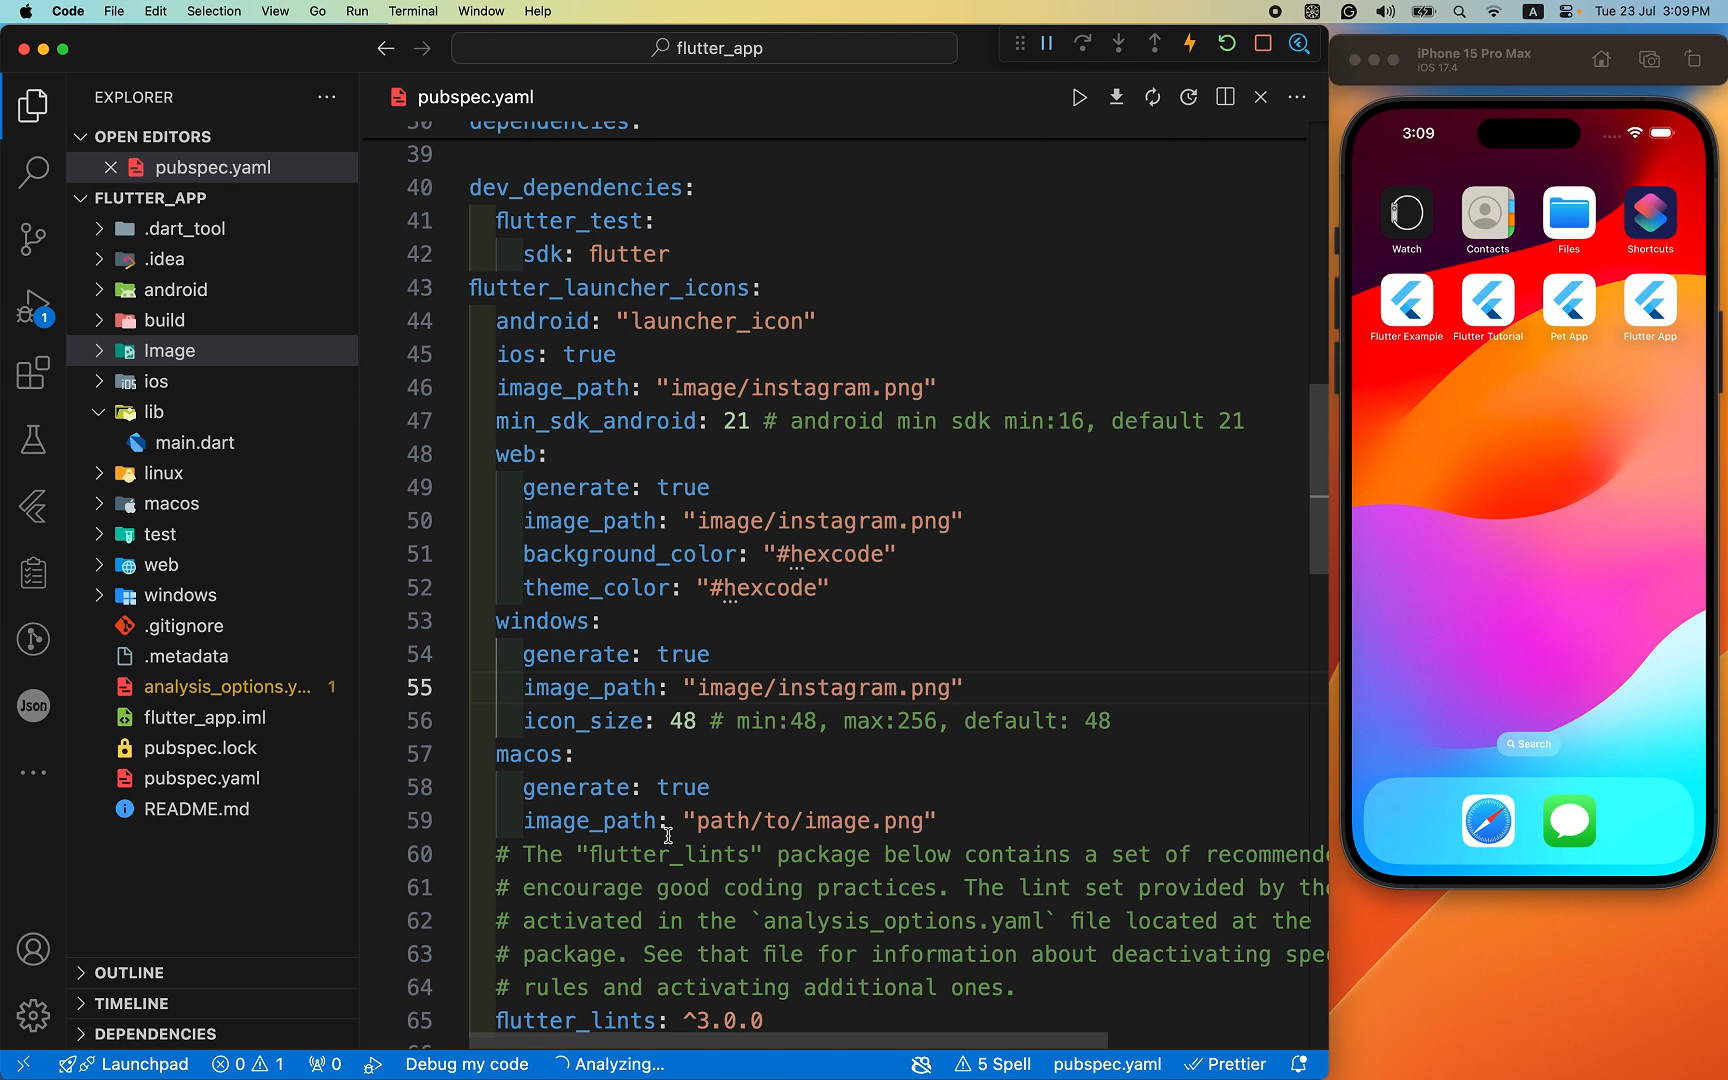 Code File Edit Selection View Go Run Terminal Window Help
A Tue 23 Jul 3:09 PM
flutter_app
iPhone 15 Pro Max
iOS 17.4
EXPLORER
pubspec.yaml
OPEN EDITORS
pubspec.yaml
FLUTTER_APP
.dart_tool
.idea
android
build
Image
ios
lib
main.dart
linux
macos
test
web
windows
.gitignore
.metadata
analysis_options.y... 1
flutter_app.iml
pubspec.lock
pubspec.yaml
README.md
OUTLINE
TIMELINE
DEPENDENCIES
1
Json
dependencies:
39
40 dev_dependencies:
41 flutter_test:
42 sdk: flutter
43 flutter_launcher_icons:
44 android: "launcher_icon"
45 ios: true
46 image_path: "image/instagram.png"
47 min_sdk_android: 21 # android min sdk min:16, default 21
48 web:
49 generate: true
50 image_path: "image/instagram.png"
51 background_color: "#hexcode"
52 theme_color: "#hexcode"
53 windows:
54 generate: true
55 image_path: "image/instagram.png"
56 icon_size: 48 # min:48, max:256, default: 48
57 macos:
58 generate: true
59 image_path: "path/to/image.png"
60 # The "flutter_lints" package below contains a set of recommende
61 # encourage good coding practices. The lint set provided by the
62 # activated in the `analysis_options.yaml` file located at the
63 # package. See that file for information about deactivating spe
64 # rules and activating additional ones.
65 flutter_lints: ^3.0.0
3:09
Watch Contacts Files Shortcuts
Flutter Example Flutter Tutorial Pet App Flutter App
Search
Launchpad 0 1 0 Debug my code Analyzing... 5 Spell pubspec.yaml Prettier